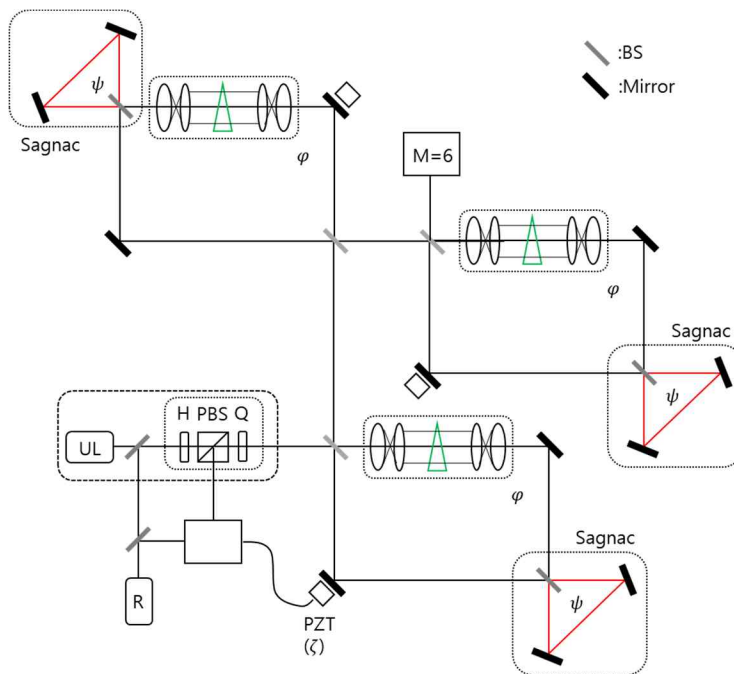 ψ
Sagnac
φ
:BS
:Mirror
M=6
φ
Sagnac
ψ
H PBS Q
UL
R
PZT
(ζ)
φ
Sagnac
ψ